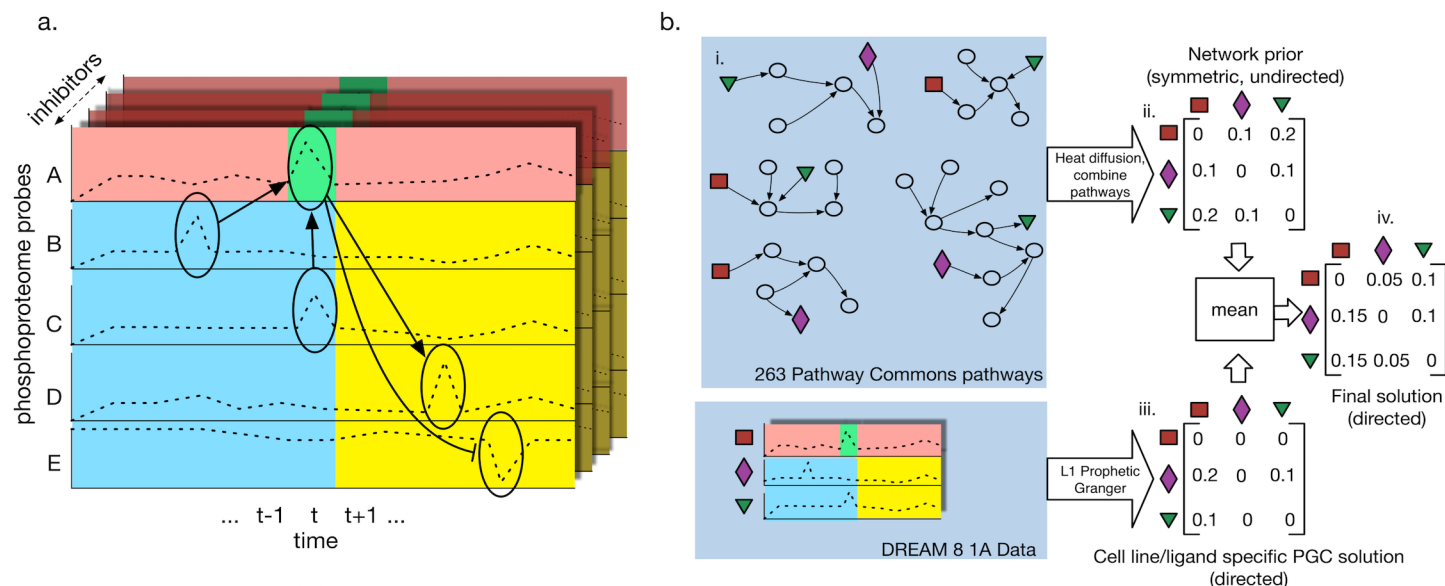 a.
inhibitors
phosphoproteome probes
A
B
C
D
E
... t-1 t t+1 ...
time
b.
i.
263 Pathway Commons pathways
DREAM 8 1A Data
Heat diffusion,
combine
pathways
L1 Prophetic
Granger
Network prior
(symmetric, undirected)
ii.
0 0.1 0.2
0.1 0 0.1
0.2 0.1 0
mean
iii.
0 0 0
0.2 0 0.1
0.1 0 0
Cell line/ligand specific PGC solution
(directed)
iv.
0 0.05 0.1
0.15 0 0.1
0.15 0.05 0
Final solution
(directed)